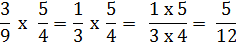 3/9 x 5/4 = 1/3 x 5/4 = 1 x 5/3 x 4 = 5/12